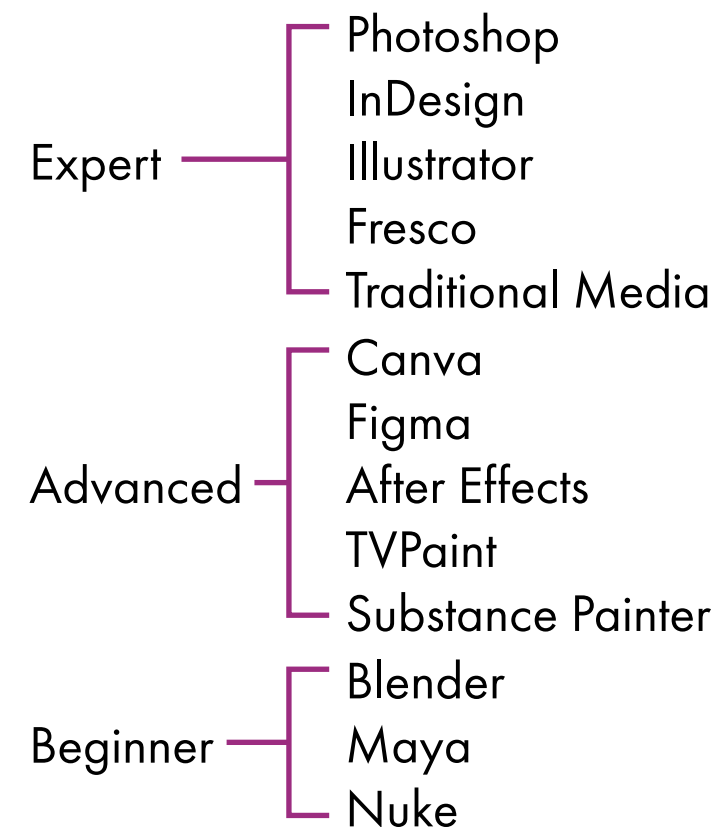 Expert
Photoshop
InDesign
Illustrator
Fresco
Traditional Media
Advanced
Canva
Figma
After Effects
TVPaint
Substance Painter
Beginner
Blender
Maya
Nuke